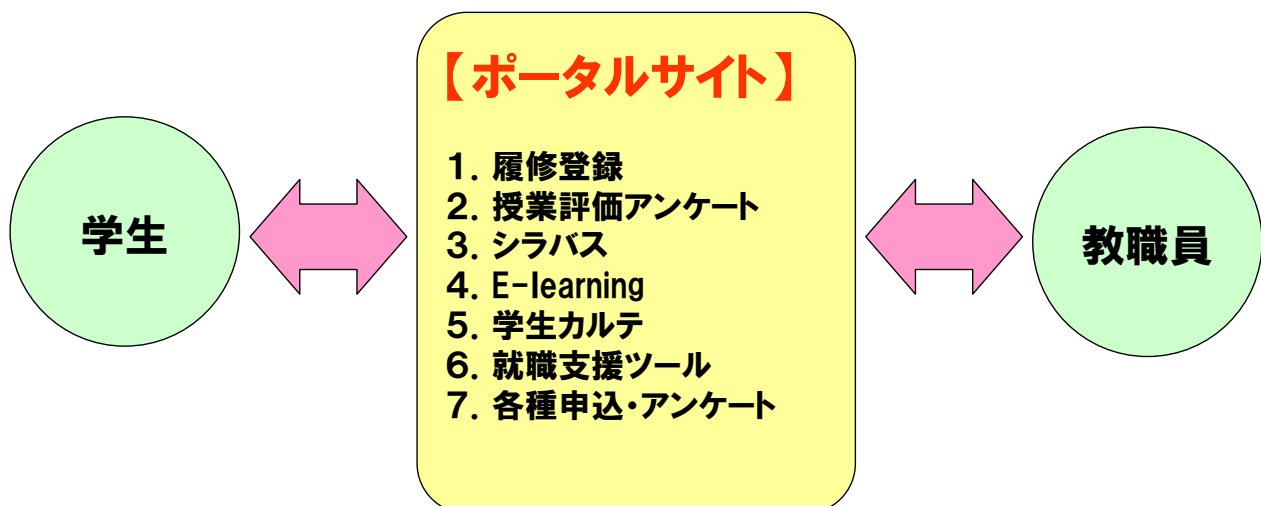 【ポータルサイト】
学生
1. 履修登録
2. 授業評価アンケート
3. シラバス
4. E-learning
5. 学生カルテ
6. 就職支援ツール
7. 各種申込・アンケート
教職員